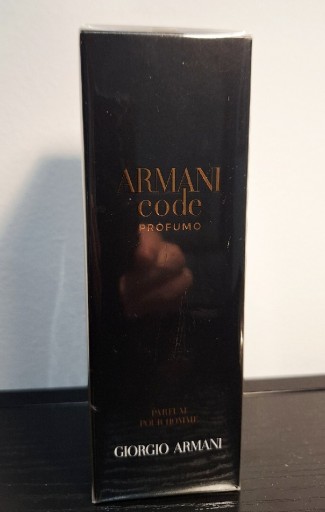 ARMANI
code
PROFUMO
PARFUM
POUR HOMME
GIORGIO ARMANI